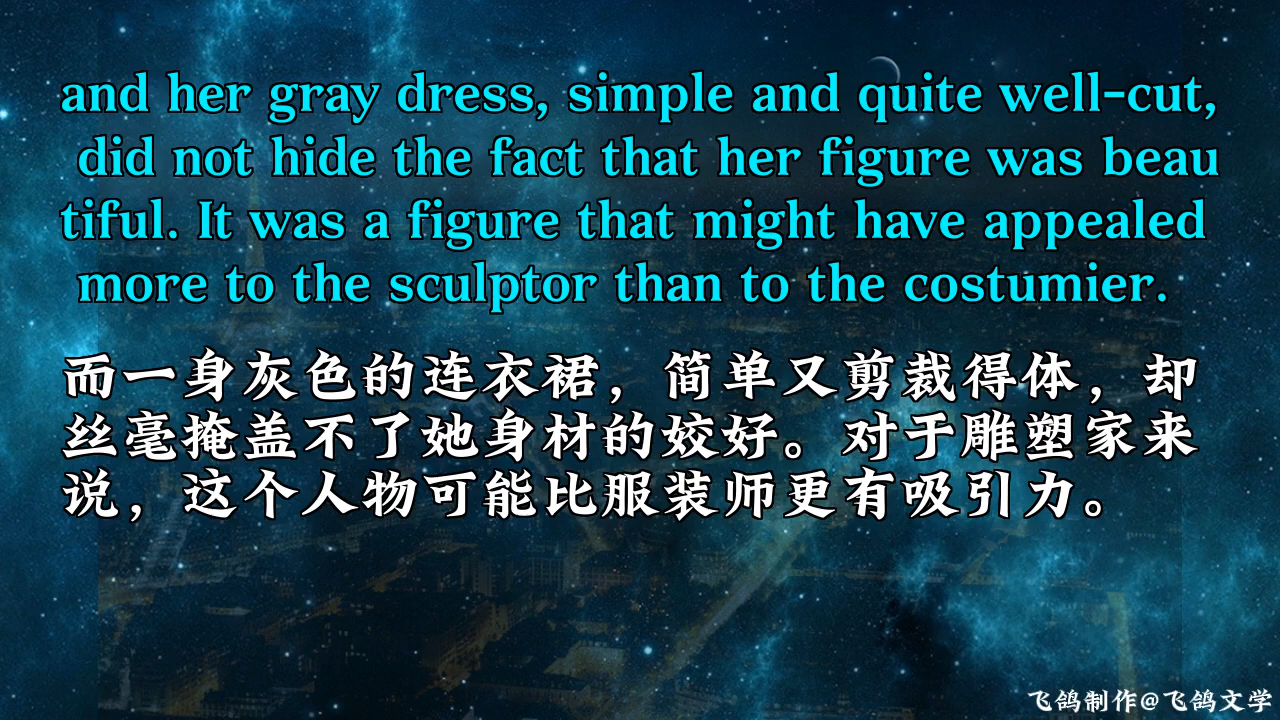 and her gray dress, simple and quite well-cut,
did not hide the fact that her figure was beau
tiful. It was a figure that might have appealed
more to the sculptor than to the costumier.
而一身灰色的连衣裙，简单又剪裁得体，却
丝毫掩盖不了她身材的姣好。对于雕塑家来
说，这个人物可能比服装师更有吸引力。
飞鸽制作@飞鸽文学